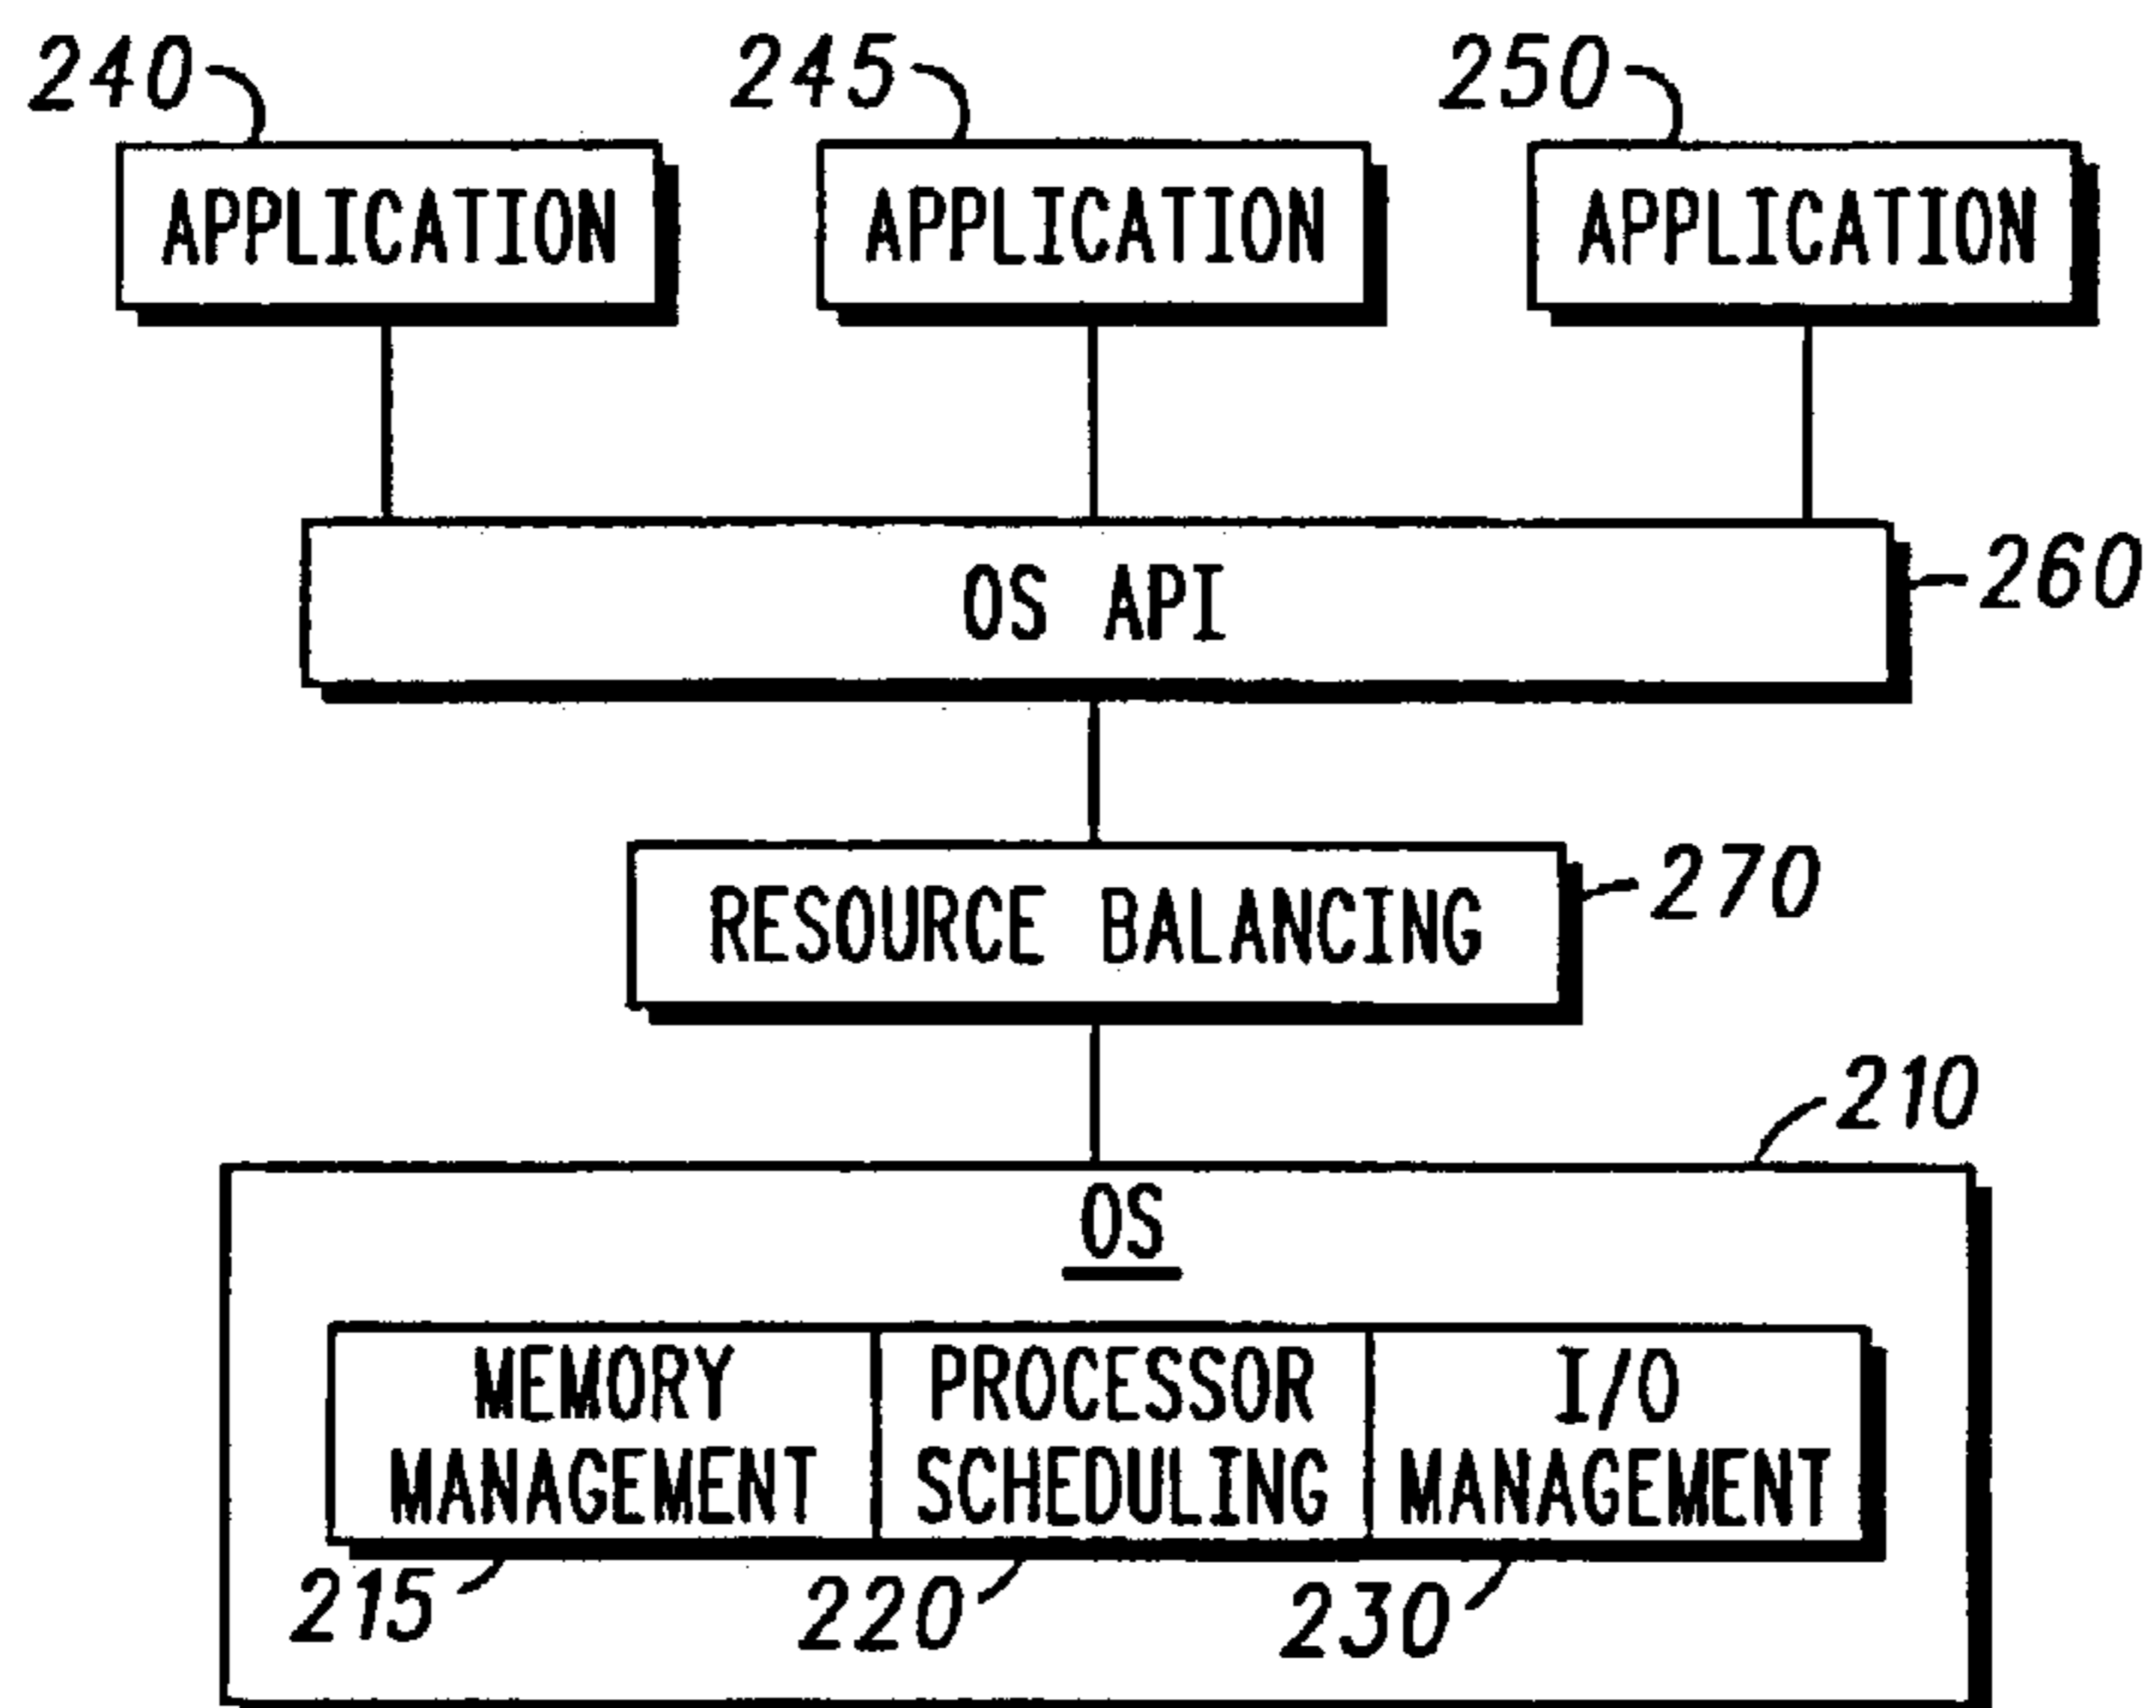 240 245 250
APPLICATION APPLICATION APPLICATION
OS API
260
RESOURCE BALANCING
270
210
OS
MEMORY MANAGEMENT
PROCESSOR SCHEDULING
I/O MANAGEMENT
215 220 230